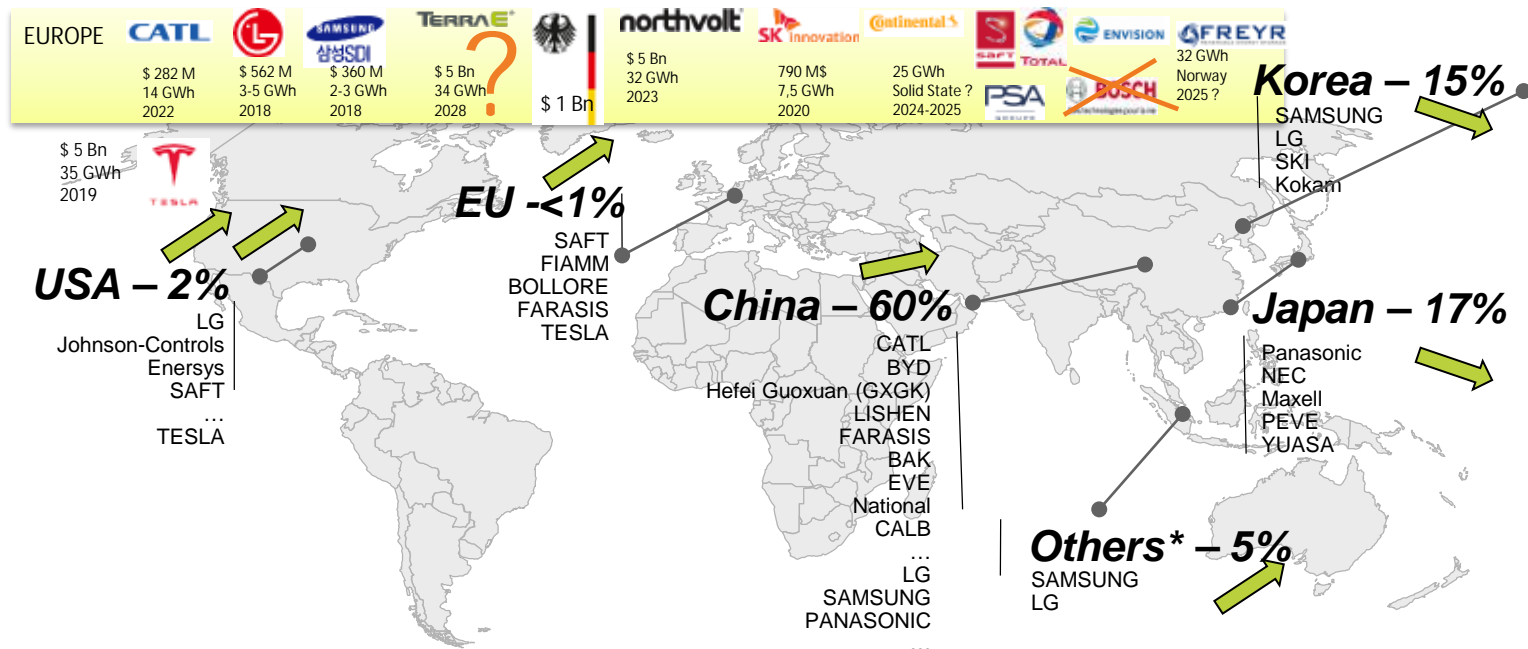 EUROPE
CATL
$ 282 M
14 GWh
2022
LG
$ 562 M
3-5 GWh
2018
SAMSUNG
삼성SDI
$ 360 M
2-3 GWh
2018
TERRAE
$ 5 Bn
34 GWh
2028
?
$ 1 Bn
northvolt
$ 5 Bn
32 GWh
2023
SK innovation
790 M$
7,5 GWh
2020
Continental
25 GWh
Solid State ?
2024-2025
SAFT
TOTAL
PSA
GROUPE
ENVISION
BOSCH
FREYR
32 GWh
Norway
2025 ?
$ 5 Bn
35 GWh
2019
TESLA
USA – 2%
LG
Johnson-Controls
Enersys
SAFT
…
TESLA
EU -<1%
SAFT
FIAMM
BOLLORE
FARASIS
TESLA
China – 60%
CATL
BYD
Hefei Guoxuan (GXGK)
LISHEN
FARASIS
BAK
EVE
National
CALB
…
LG
SAMSUNG
PANASONIC
…
Korea – 15%
SAMSUNG
LG
SKI
Kokam
Japan – 17%
Panasonic
NEC
Maxell
PEVE
YUASA
Others* – 5%
SAMSUNG
LG